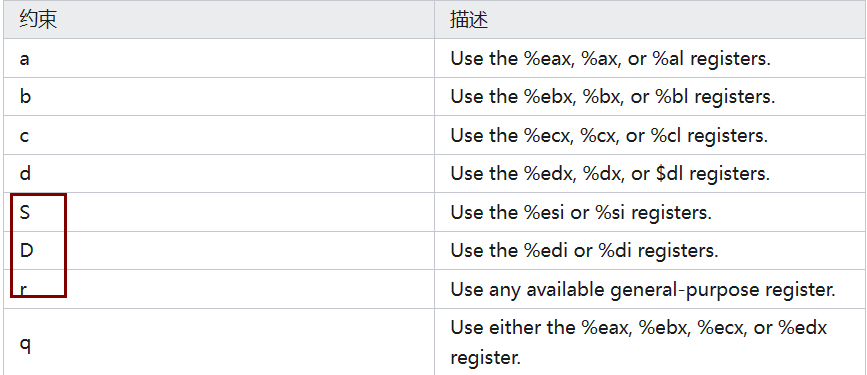 约束 描述
a Use the %eax, %ax, or %al registers.
b Use the %ebx, %bx, or %bl registers.
c Use the %ecx, %cx, or %cl registers.
d Use the %edx, %dx, or $dl registers.
S Use the %esi or %si registers.
D Use the %edi or %di registers.
r Use any available general-purpose register.
q Use either the %eax, %ebx, %ecx, or %edx
register.